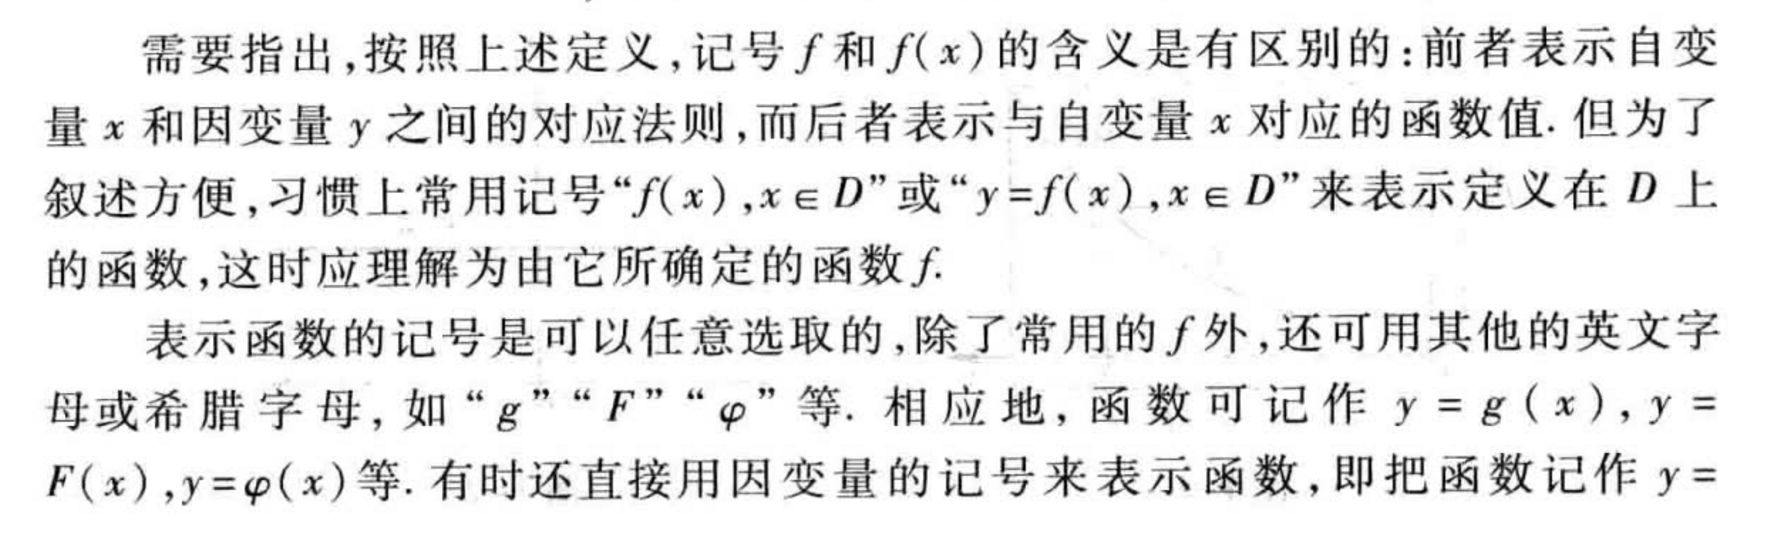 需要指出,按照上述定义,记号 f 和 f(x)的含义是有区别的:前者表示自变
量 x 和因变量 y 之间的对应法则,而后者表示与自变量 x 对应的函数值. 但为了
叙述方便,习惯上常用记号“f(x),x∈D”或“y=f(x),x∈D”来表示定义在 D 上
的函数,这时应理解为由它所确定的函数 f.
表示函数的记号是可以任意选取的,除了常用的 f 外,还可用其他的英文字
母或希腊字母,如“g”“F”“φ”等. 相应地,函数可记作 y = g(x),y =
F(x),y=φ(x)等. 有时还直接用因变量的记号来表示函数,即把函数记作 y =